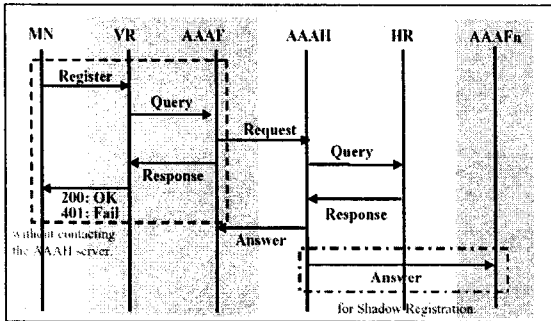 MN VR AAAF AAAH HR AAAFn
Register
Query
Request
Query
Response
200: OK
401: Fail
Response
Answer
without contacting
the AAAH server.
Answer
for Shadow Registration